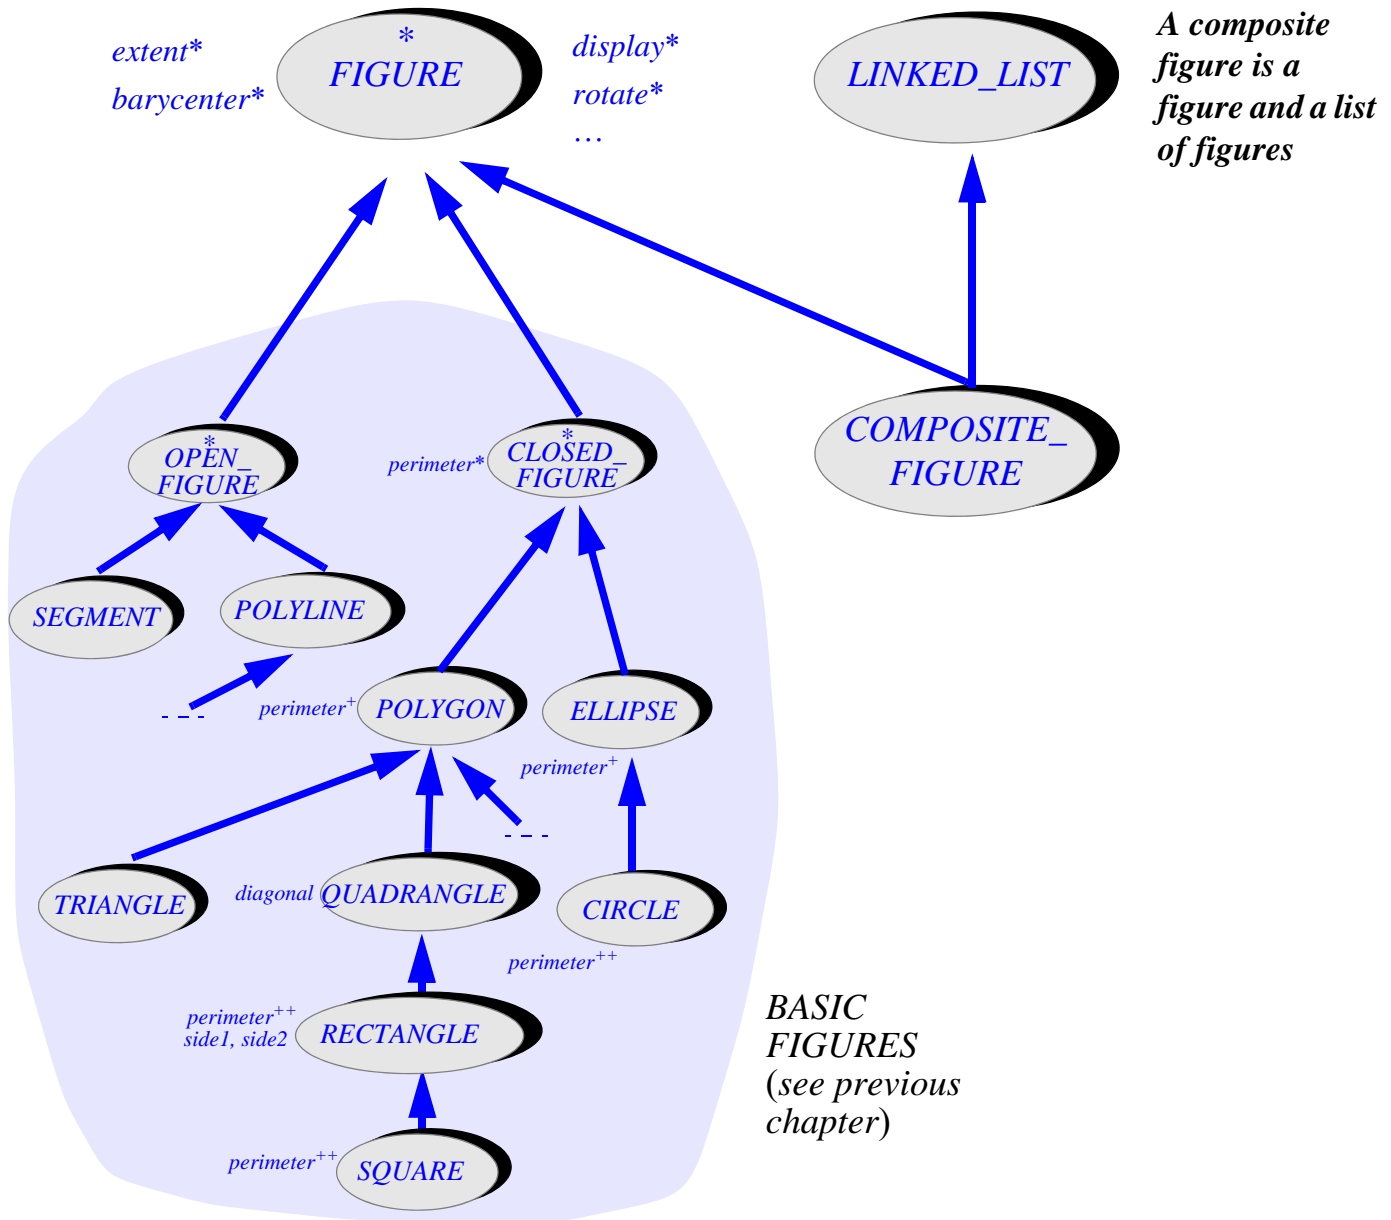 extent*
barycenter*
*
FIGURE
display*
rotate*
…
LINKED_LIST
A composite
figure is a
figure and a list
of figures
*
OPEN_
FIGURE
perimeter*
*
CLOSED_
FIGURE
COMPOSITE_
FIGURE
SEGMENT
POLYLINE
perimeter+
POLYGON
ELLIPSE
perimeter+
TRIANGLE
diagonal
QUADRANGLE
CIRCLE
perimeter++
perimeter++
side1, side2
RECTANGLE
BASIC
FIGURES
(see previous
chapter)
perimeter++
SQUARE